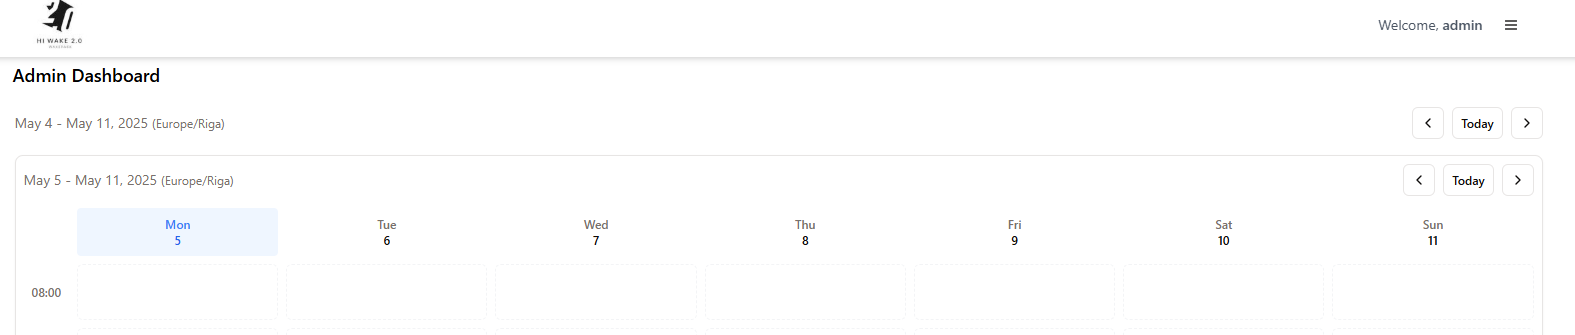 HI WAKE 2.0
Welcome, admin
Admin Dashboard
May 4 - May 11, 2025 (Europe/Riga)
Today
May 5 - May 11, 2025 (Europe/Riga)
Today
Mon Tue Wed Thu Fri Sat Sun
5 6 7 8 9 10 11
08:00